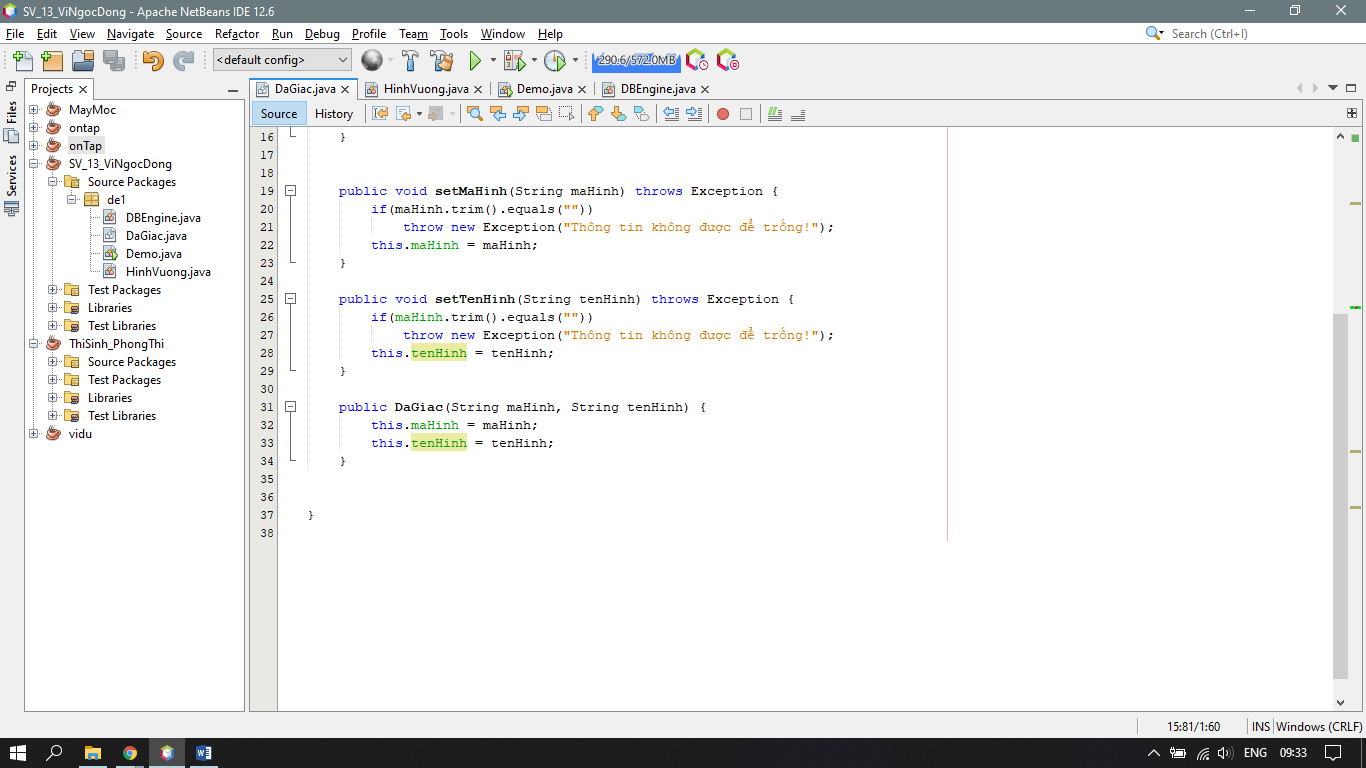 SV_13_ViNgocDong - Apache NetBeans IDE 12.6
File Edit View Navigate Source Refactor Run Debug Profile Team Tools Window Help
Search (Ctrl+I)
<default config>
290.6/572.0MB
Projects
DaGiac.java HinhVuong.java Demo.java DBEngine.java
Source History
Files
Services
MayMoc
ontap
onTap
SV_13_ViNgocDong
Source Packages
de1
DBEngine.java
DaGiac.java
Demo.java
HinhVuong.java
Test Packages
Libraries
Test Libraries
ThiSinh_PhongThi
Source Packages
Test Packages
Libraries
Test Libraries
vidu
16 }
17
18
19 public void setMaHinh(String maHinh) throws Exception {
20 if(maHinh.trim().equals(""))
21 throw new Exception("Thông tin không được để trống!");
22 this.maHinh = maHinh;
23 }
24
25 public void setTenHinh(String tenHinh) throws Exception {
26 if(maHinh.trim().equals(""))
27 throw new Exception("Thông tin không được để trống!");
28 this.tenHinh = tenHinh;
29 }
30
31 public DaGiac(String maHinh, String tenHinh) {
32 this.maHinh = maHinh;
33 this.tenHinh = tenHinh;
34 }
35
36
37 }
38
15:81/1:60 INS Windows (CRLF)
ENG 09:33